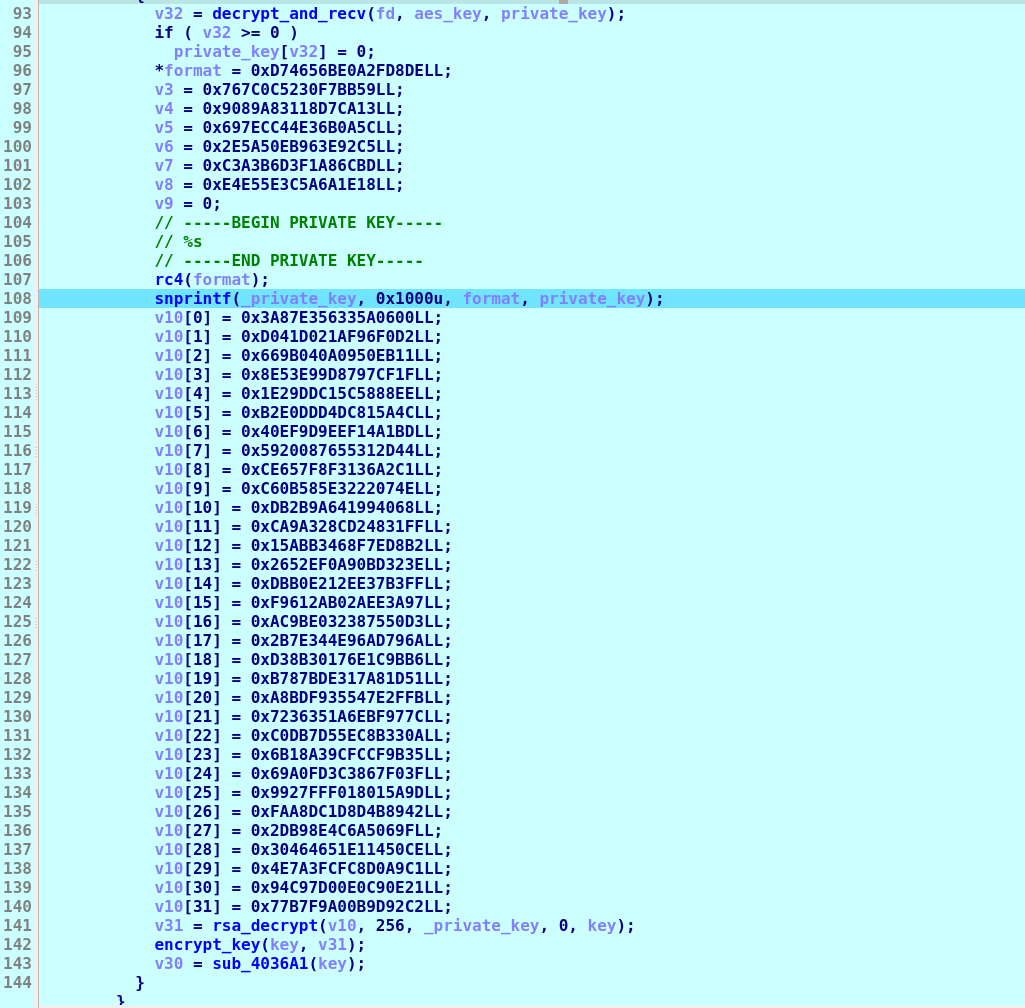 93 v32 = decrypt_and_recv(fd, aes_key, private_key);
94 if ( v32 >= 0 )
95 private_key[v32] = 0;
96 *format = 0xD74656BE0A2FD8DELL;
97 v3 = 0x767C0C5230F7BB59LL;
98 v4 = 0x9089A83118D7CA13LL;
99 v5 = 0x697ECC44E36B0A5CLL;
100 v6 = 0x2E5A50EB963E92C5LL;
101 v7 = 0xC3A3B6D3F1A86CBDLL;
102 v8 = 0xE4E55E3C5A6A1E18LL;
103 v9 = 0;
104 // -----BEGIN PRIVATE KEY-----
105 // %s
106 // -----END PRIVATE KEY-----
107 rc4(format);
108 snprintf(_private_key, 0x1000u, format, private_key);
109 v10[0] = 0x3A87E356335A0600LL;
110 v10[1] = 0xD041D021AF96F0D2LL;
111 v10[2] = 0x669B040A0950EB11LL;
112 v10[3] = 0x8E53E99D8797CF1FLL;
113 v10[4] = 0x1E29DDC15C5888EELL;
114 v10[5] = 0xB2E0DDD4DC815A4CLL;
115 v10[6] = 0x40EF9D9EEF14A1BDLL;
116 v10[7] = 0x5920087655312D44LL;
117 v10[8] = 0xCE657F8F3136A2C1LL;
118 v10[9] = 0xC60B585E3222074ELL;
119 v10[10] = 0xDB2B9A641994068LL;
120 v10[11] = 0xCA9A328CD24831FFLL;
121 v10[12] = 0x15ABB3468F7ED8B2LL;
122 v10[13] = 0x2652EF0A90BD323ELL;
123 v10[14] = 0xDBB0E212EE37B3FFLL;
124 v10[15] = 0xF9612AB02AEE3A97LL;
125 v10[16] = 0xAC9BE032387550D3LL;
126 v10[17] = 0x2B7E344E96AD796ALL;
127 v10[18] = 0xD38B30176E1C9BB6LL;
128 v10[19] = 0xB787BDE317A81D51LL;
129 v10[20] = 0xA8BDF935547E2FFBLL;
130 v10[21] = 0x7236351A6EBF977CLL;
131 v10[22] = 0xC0DB7D55EC8B330ALL;
132 v10[23] = 0x6B18A39CFCCF9B35LL;
133 v10[24] = 0x69A0FD3C3867F03FLL;
134 v10[25] = 0x9927FFF018015A9DLL;
135 v10[26] = 0xFAA8DC1D8D4B8942LL;
136 v10[27] = 0x2DB98E4C6A5069FLL;
137 v10[28] = 0x30464651E11450CELL;
138 v10[29] = 0x4E7A3FCFC8D0A9C1LL;
139 v10[30] = 0x94C97D00E0C90E21LL;
140 v10[31] = 0x77B7F9A00B9D92C2LL;
141 v31 = rsa_decrypt(v10, 256, _private_key, 0, key);
142 encrypt_key(key, v31);
143 v30 = sub_4036A1(key);
144 }
}